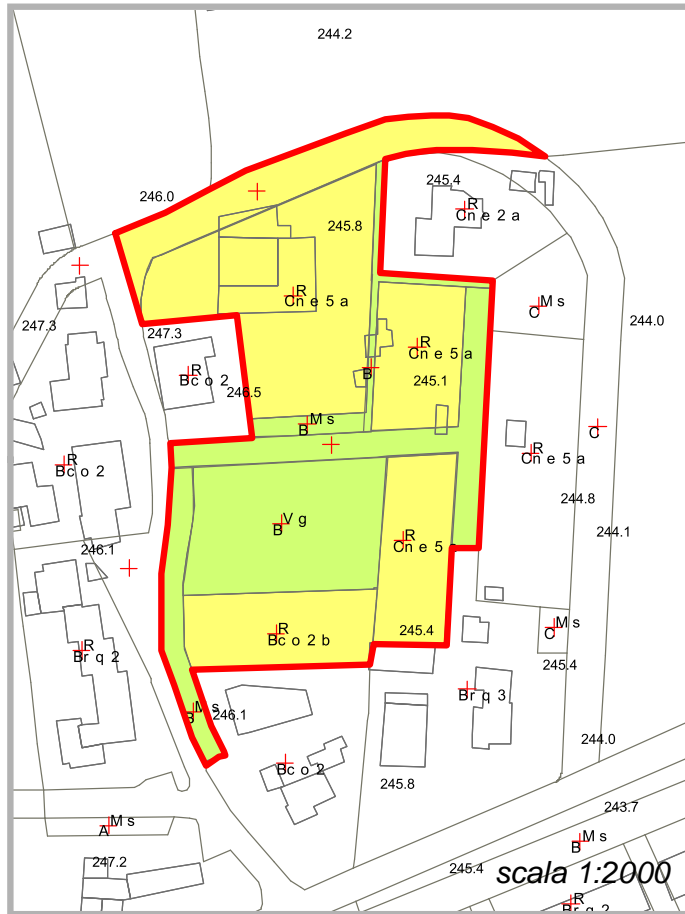 244.2
246.0
245.4
R
Cn e 2 a
245.8
R
Cn e 5 a
M s
C
244.0
247.3
247.3
R
Cn e 5 a
245.1
R
Bc o 2
246.5
B
M s
B
C
R
Cn e 5 a
R
Bc o 2
244.8
V g
B
244.1
R
Cn e 5
246.1
R
Bc o 2 b
245.4
M s
C
R
Br q 2
245.4
R
Br q 3
M s
B
246.1
244.0
Bc o 2
245.8
243.7
M s
A
M s
B
247.2
245.4
scala 1:2000
R
Br q 2